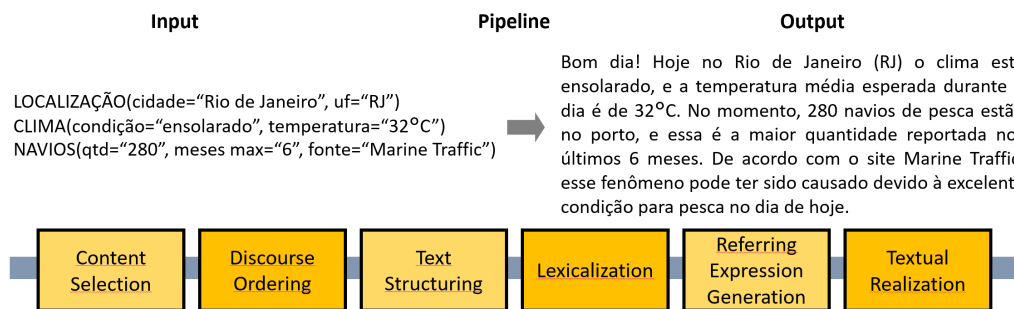 Input
Pipeline
Output
LOCALIZAÇÃO(cidade=“Rio de Janeiro”, uf=“RJ”)
CLIMA(condição=“ensolarado”, temperatura=“32°C”)
NAVIOS(qtd=“280”, meses max=“6”, fonte=“Marine Traffic”)
Bom dia! Hoje no Rio de Janeiro (RJ) o clima est
ensolarado, e a temperatura média esperada durante
dia é de 32°C. No momento, 280 navios de pesca estã
no porto, e essa é a maior quantidade reportada no
últimos 6 meses. De acordo com o site Marine Traffic
esse fenômeno pode ter sido causado devido à excelent
condição para pesca no dia de hoje.
Content
Selection
Discourse
Ordering
Text
Structuring
Lexicalization
Referring
Expression
Generation
Textual
Realization